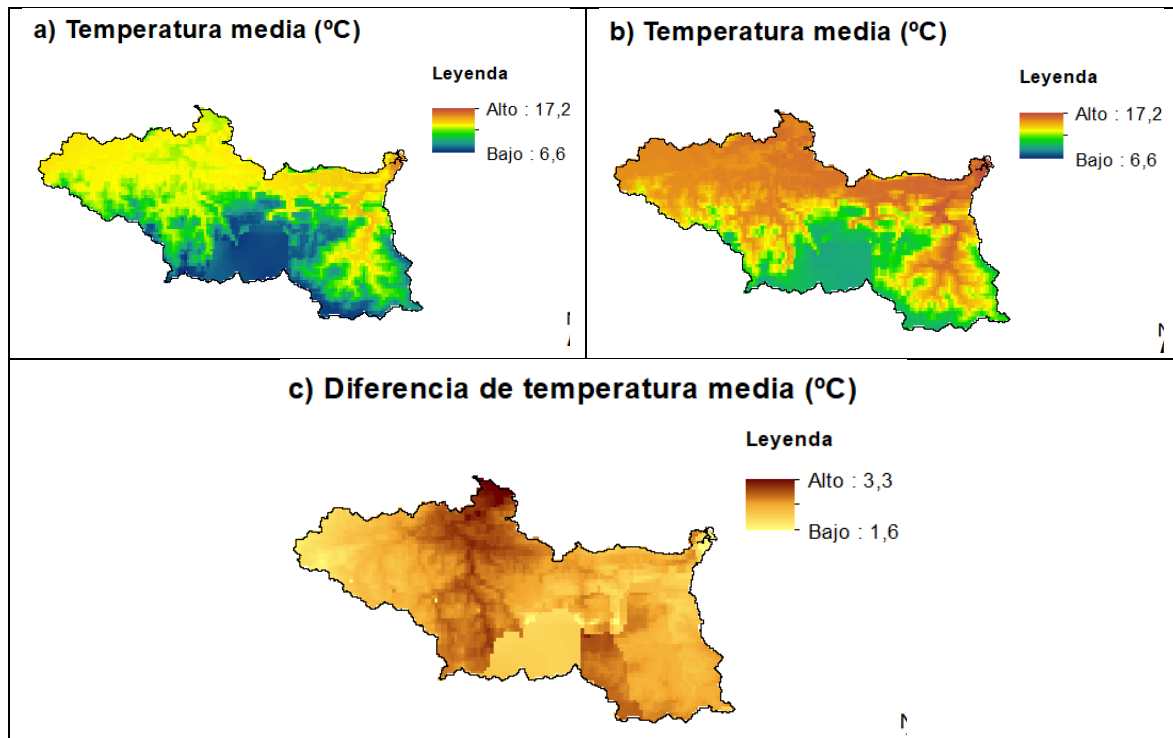 a) Temperatura media (ºC)
Leyenda
Alto : 17,2
Bajo : 6,6
N
b) Temperatura media (ºC)
Leyenda
Alto : 17,2
Bajo : 6,6
N
c) Diferencia de temperatura media (ºC)
Leyenda
Alto : 3,3
Bajo : 1,6
N